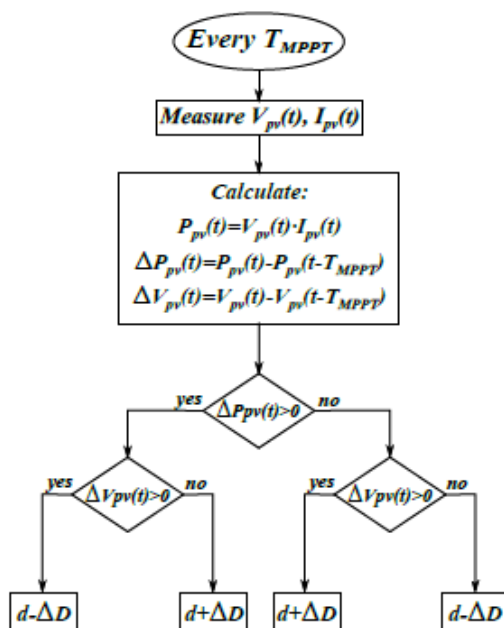 Every T_MPPT
Measure V_pv(t), I_pv(t)
Calculate:
P_pv(t)=V_pv(t)·I_pv(t)
ΔP_pv(t)=P_pv(t)-P_pv(t-T_MPPT)
ΔV_pv(t)=V_pv(t)-V_pv(t-T_MPPT)
yes
ΔPpv(t)>0
no
yes
ΔVpv(t)>0
no
yes
ΔVpv(t)>0
no
d-ΔD
d+ΔD
d+ΔD
d-ΔD